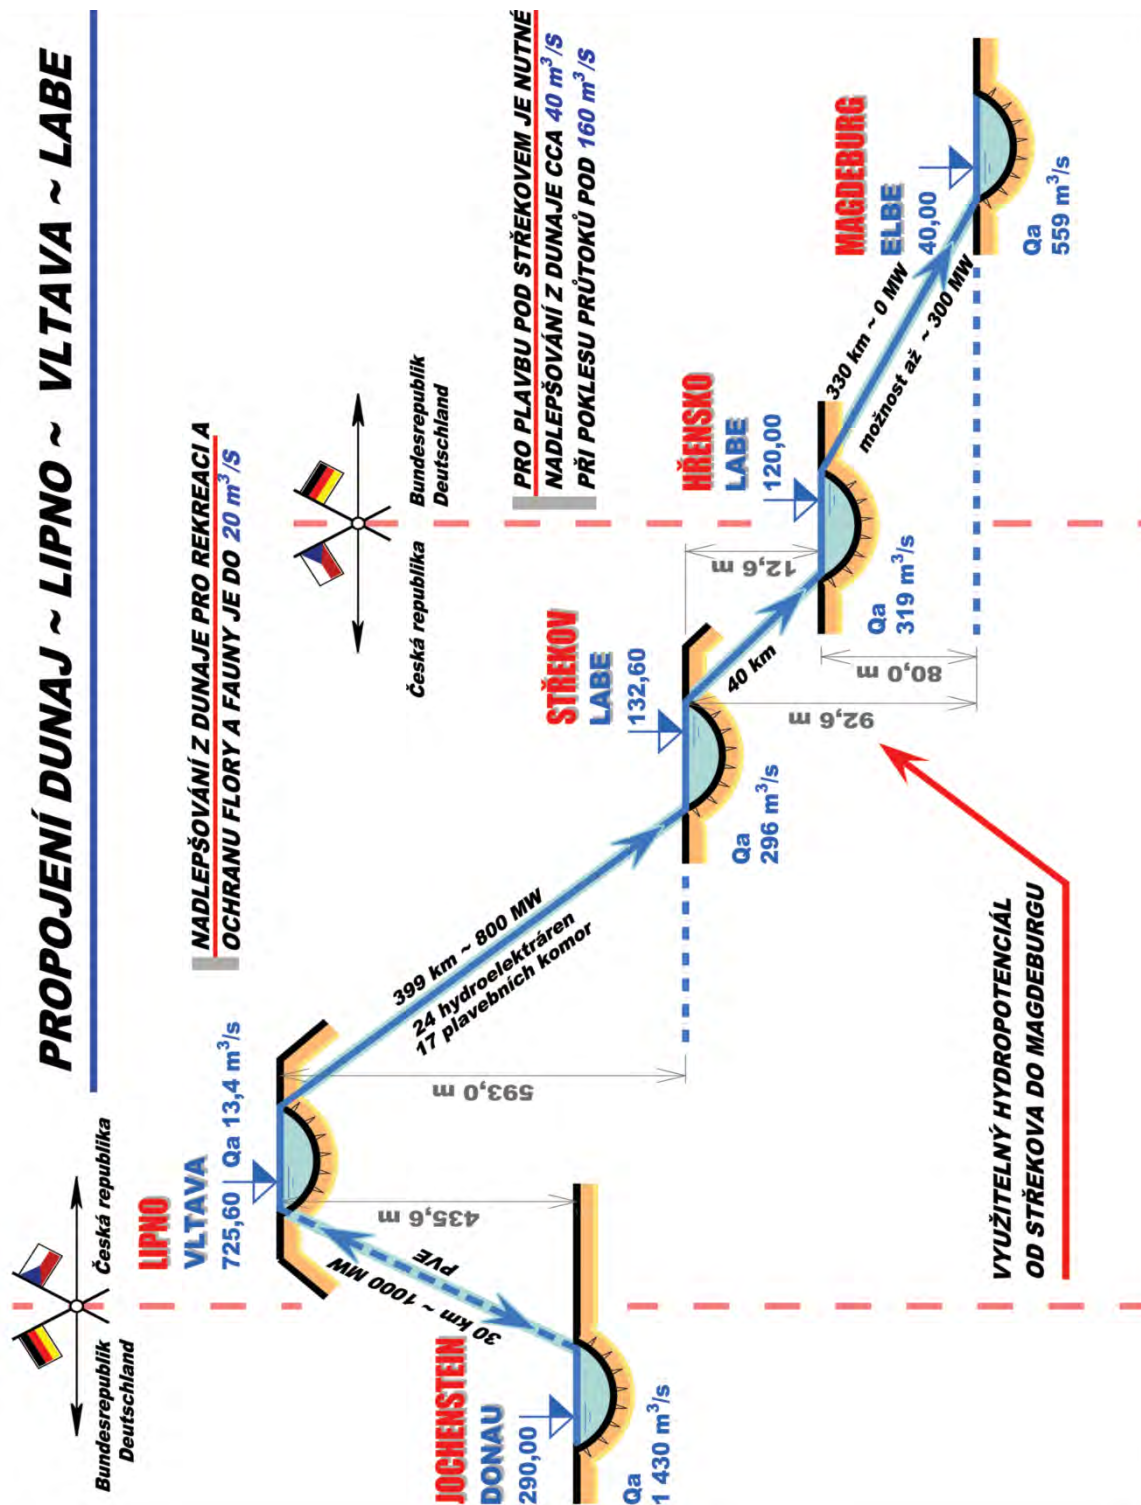 PROPOJENÍ DUNAJ ~ LIPNO ~ VLTAVA ~ LABE
Bundesrepublik
Deutschland
Česká republika
NADLEPŠOVÁNÍ Z DUNAJE PRO REKREACI A
OCHRANU FLORY A FAUNY JE DO 20 m³/S
Česká republika
Bundesrepublik
Deutschland
PRO PLAVBU POD STŘEKOVEM JE NUTNÉ
NADLEPŠOVÁNÍ Z DUNAJE CCA 40 m³/S
PŘI POKLESU PRŮTOKŮ POD 160 m³/S
LIPNO
VLTAVA
725,60
Qa 13,4 m³/s
JOCHENSTEIN
DONAU
290,00
Qa
1 430 m³/s
PVE
30 km ~ 1000 MW
435,6 m
593,0 m
399 km ~ 800 MW
24 hydroelektráren
17 plavebních komor
STŘEKOV
LABE
132,60
Qa
296 m³/s
40 km
12,6 m
92,6 m
80,0 m
HŘENSKO
LABE
120,00
Qa
319 m³/s
330 km ~ 0 MW
možnost až ~ 300 MW
MAGDEBURG
ELBE
40,00
Qa
559 m³/s
VYUŽITELNÝ HYDROPOTENCIÁL
OD STŘEKOVA DO MAGDEBURGU